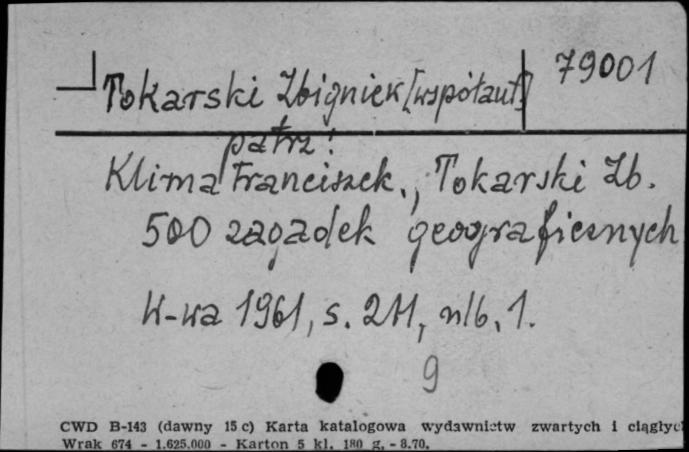 Tokarski Zbigniew [współaut.] 79001
patrz:
Klima Franciszek., Tokarski Zb.
500 zagadek geograficznych
W-wa 1961, s. 211, nlb. 1.
9
CWD B-143 (dawny 15 c) Karta katalogowa wydawnictw zwartych i ciągłyc
Wrak 674 - 1.625.000 - Karton 5 kl. 180 g. - 8.70.